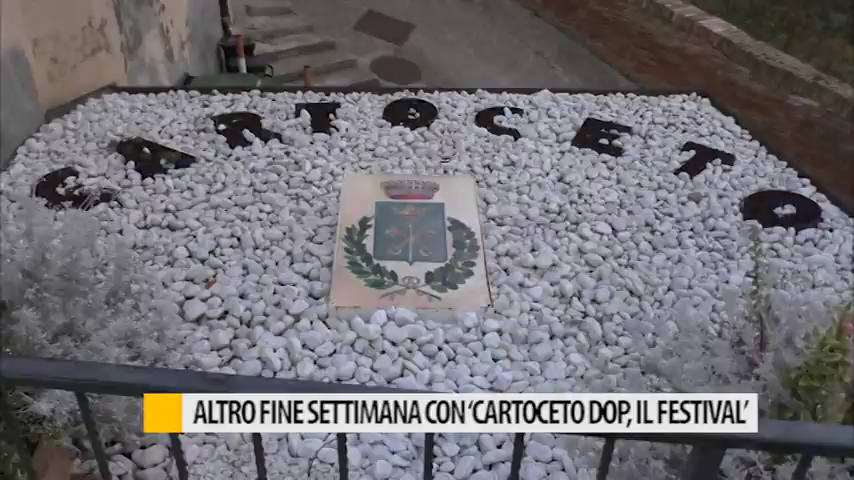 CARTOCETO
ALTRO FINE SETTIMANA CON 'CARTOCETO DOP, IL FESTIVAL'